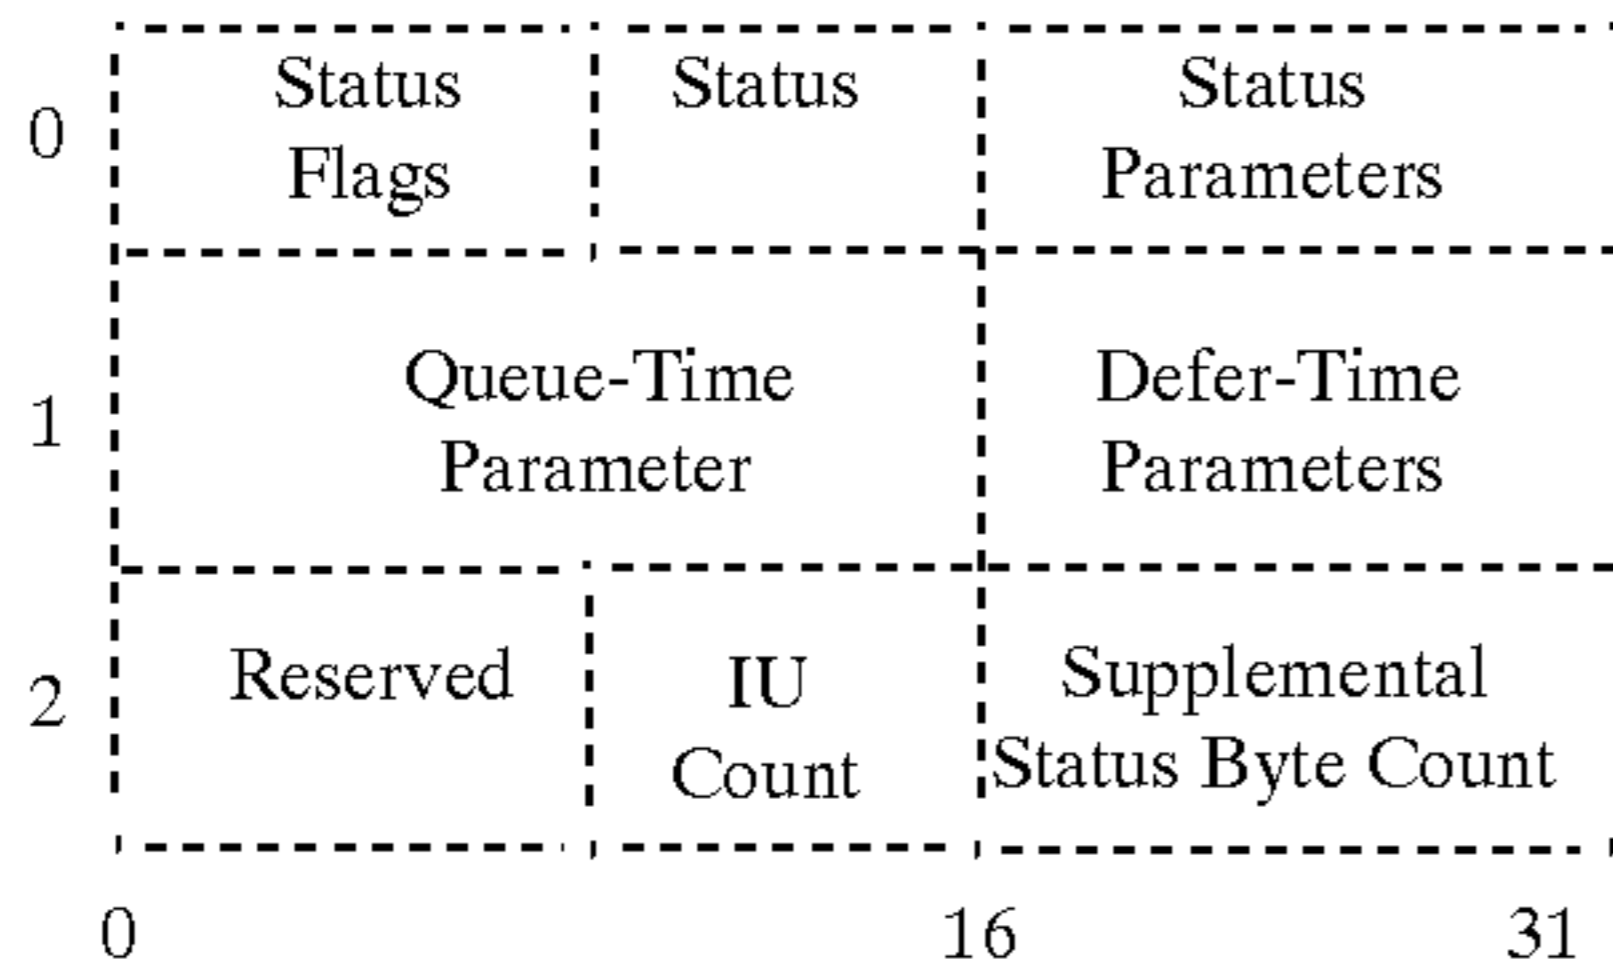 0
Status
Flags
Status
Status
Parameters
1
Queue-Time
Parameter
Defer-Time
Parameters
2
Reserved
IU
Count
Supplemental
Status Byte Count
0
16
31